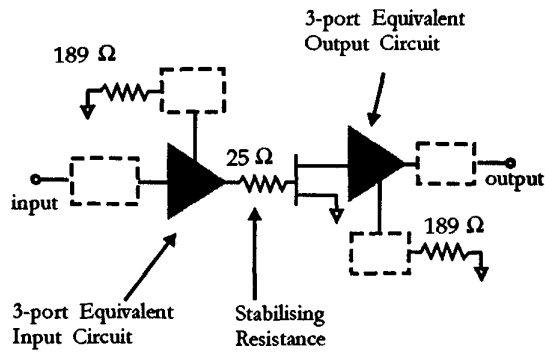 3-port Equivalent
Output Circuit
189 Ω
25 Ω
input
output
189 Ω
3-port Equivalent
Input Circuit
Stabilising
Resistance